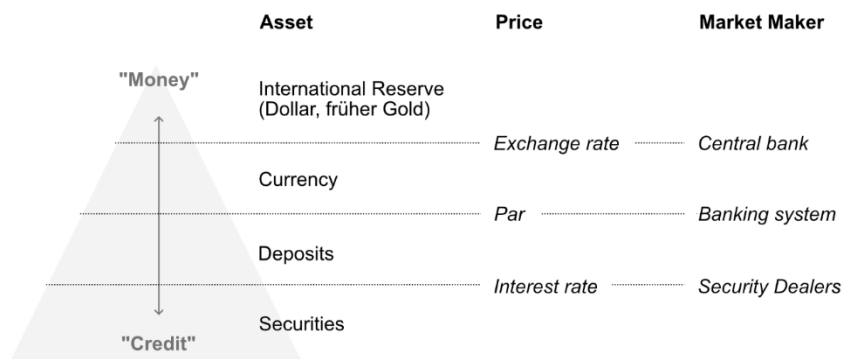 Asset Price Market Maker
"Money"
International Reserve
(Dollar, früher Gold)
Exchange rate Central bank
Currency
Par Banking system
Deposits
Interest rate Security Dealers
Securities
"Credit"